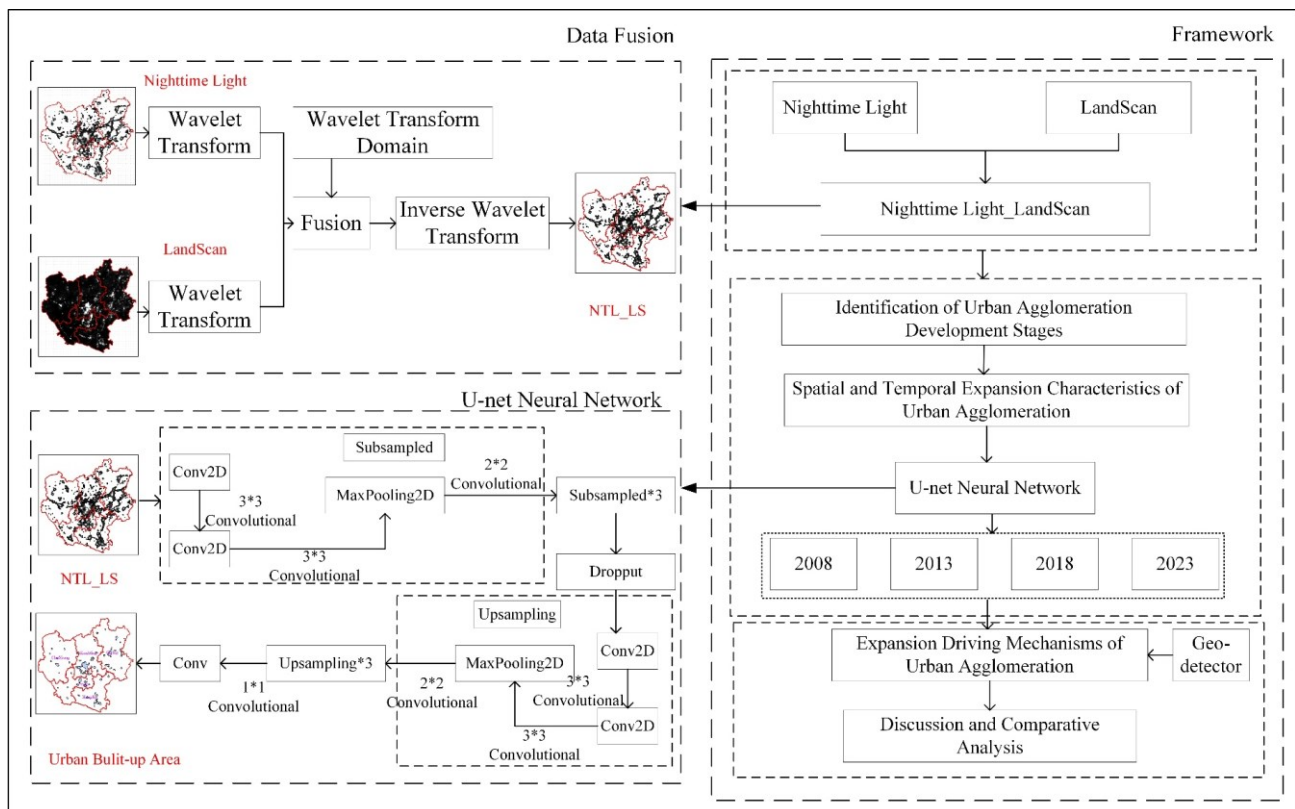 Data Fusion
Nighttime Light
Wavelet
Transform
Wavelet Transform
Domain
Fusion
Inverse Wavelet
Transform
LandScan
Wavelet
Transform
NTL_LS
U-net Neural Network
Subsampled
Conv2D
3*3
Convolutional
Conv2D
3*3
Convolutional
MaxPooling2D
2*2
Convolutional
Subsampled*3
NTL_LS
Dropput
Upsampling
Conv2D
3*3
Convolutional
Conv2D
3*3
Convolutional
MaxPooling2D
2*2
Convolutional
Upsampling*3
1*1
Convolutional
Conv
Urban Bulit-up Area
Framework
Nighttime Light
LandScan
Nighttime Light_LandScan
Identification of Urban Agglomeration
Development Stages
Spatial and Temporal Expansion Characteristics of
Urban Agglomeration
U-net Neural Network
2008
2013
2018
2023
Expansion Driving Mechanisms of
Urban Agglomeration
Geo-
detector
Discussion and Comparative
Analysis